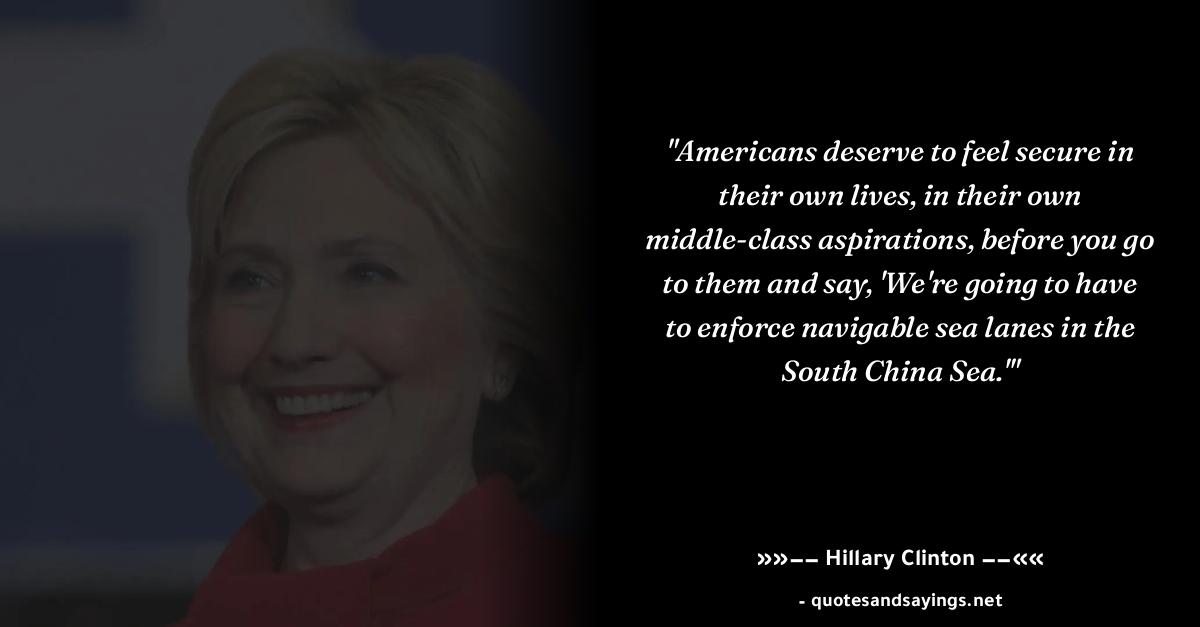 "Americans deserve to feel secure in
their own lives, in their own
middle-class aspirations, before you go
to them and say, 'We're going to have
to enforce navigable sea lanes in the
South China Sea.'"
»»-- Hillary Clinton --««
- quotesandsayings.net